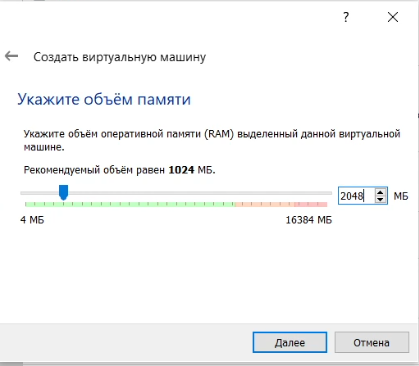 ?
Создать виртуальную машину
Укажите объём памяти
Укажите объём оперативной памяти (RAM) выделенный данной виртуальной
машине.
Рекомендуемый объём равен 1024 МБ.
2048 МБ
4 МБ 16384 МБ
Далее Отмена